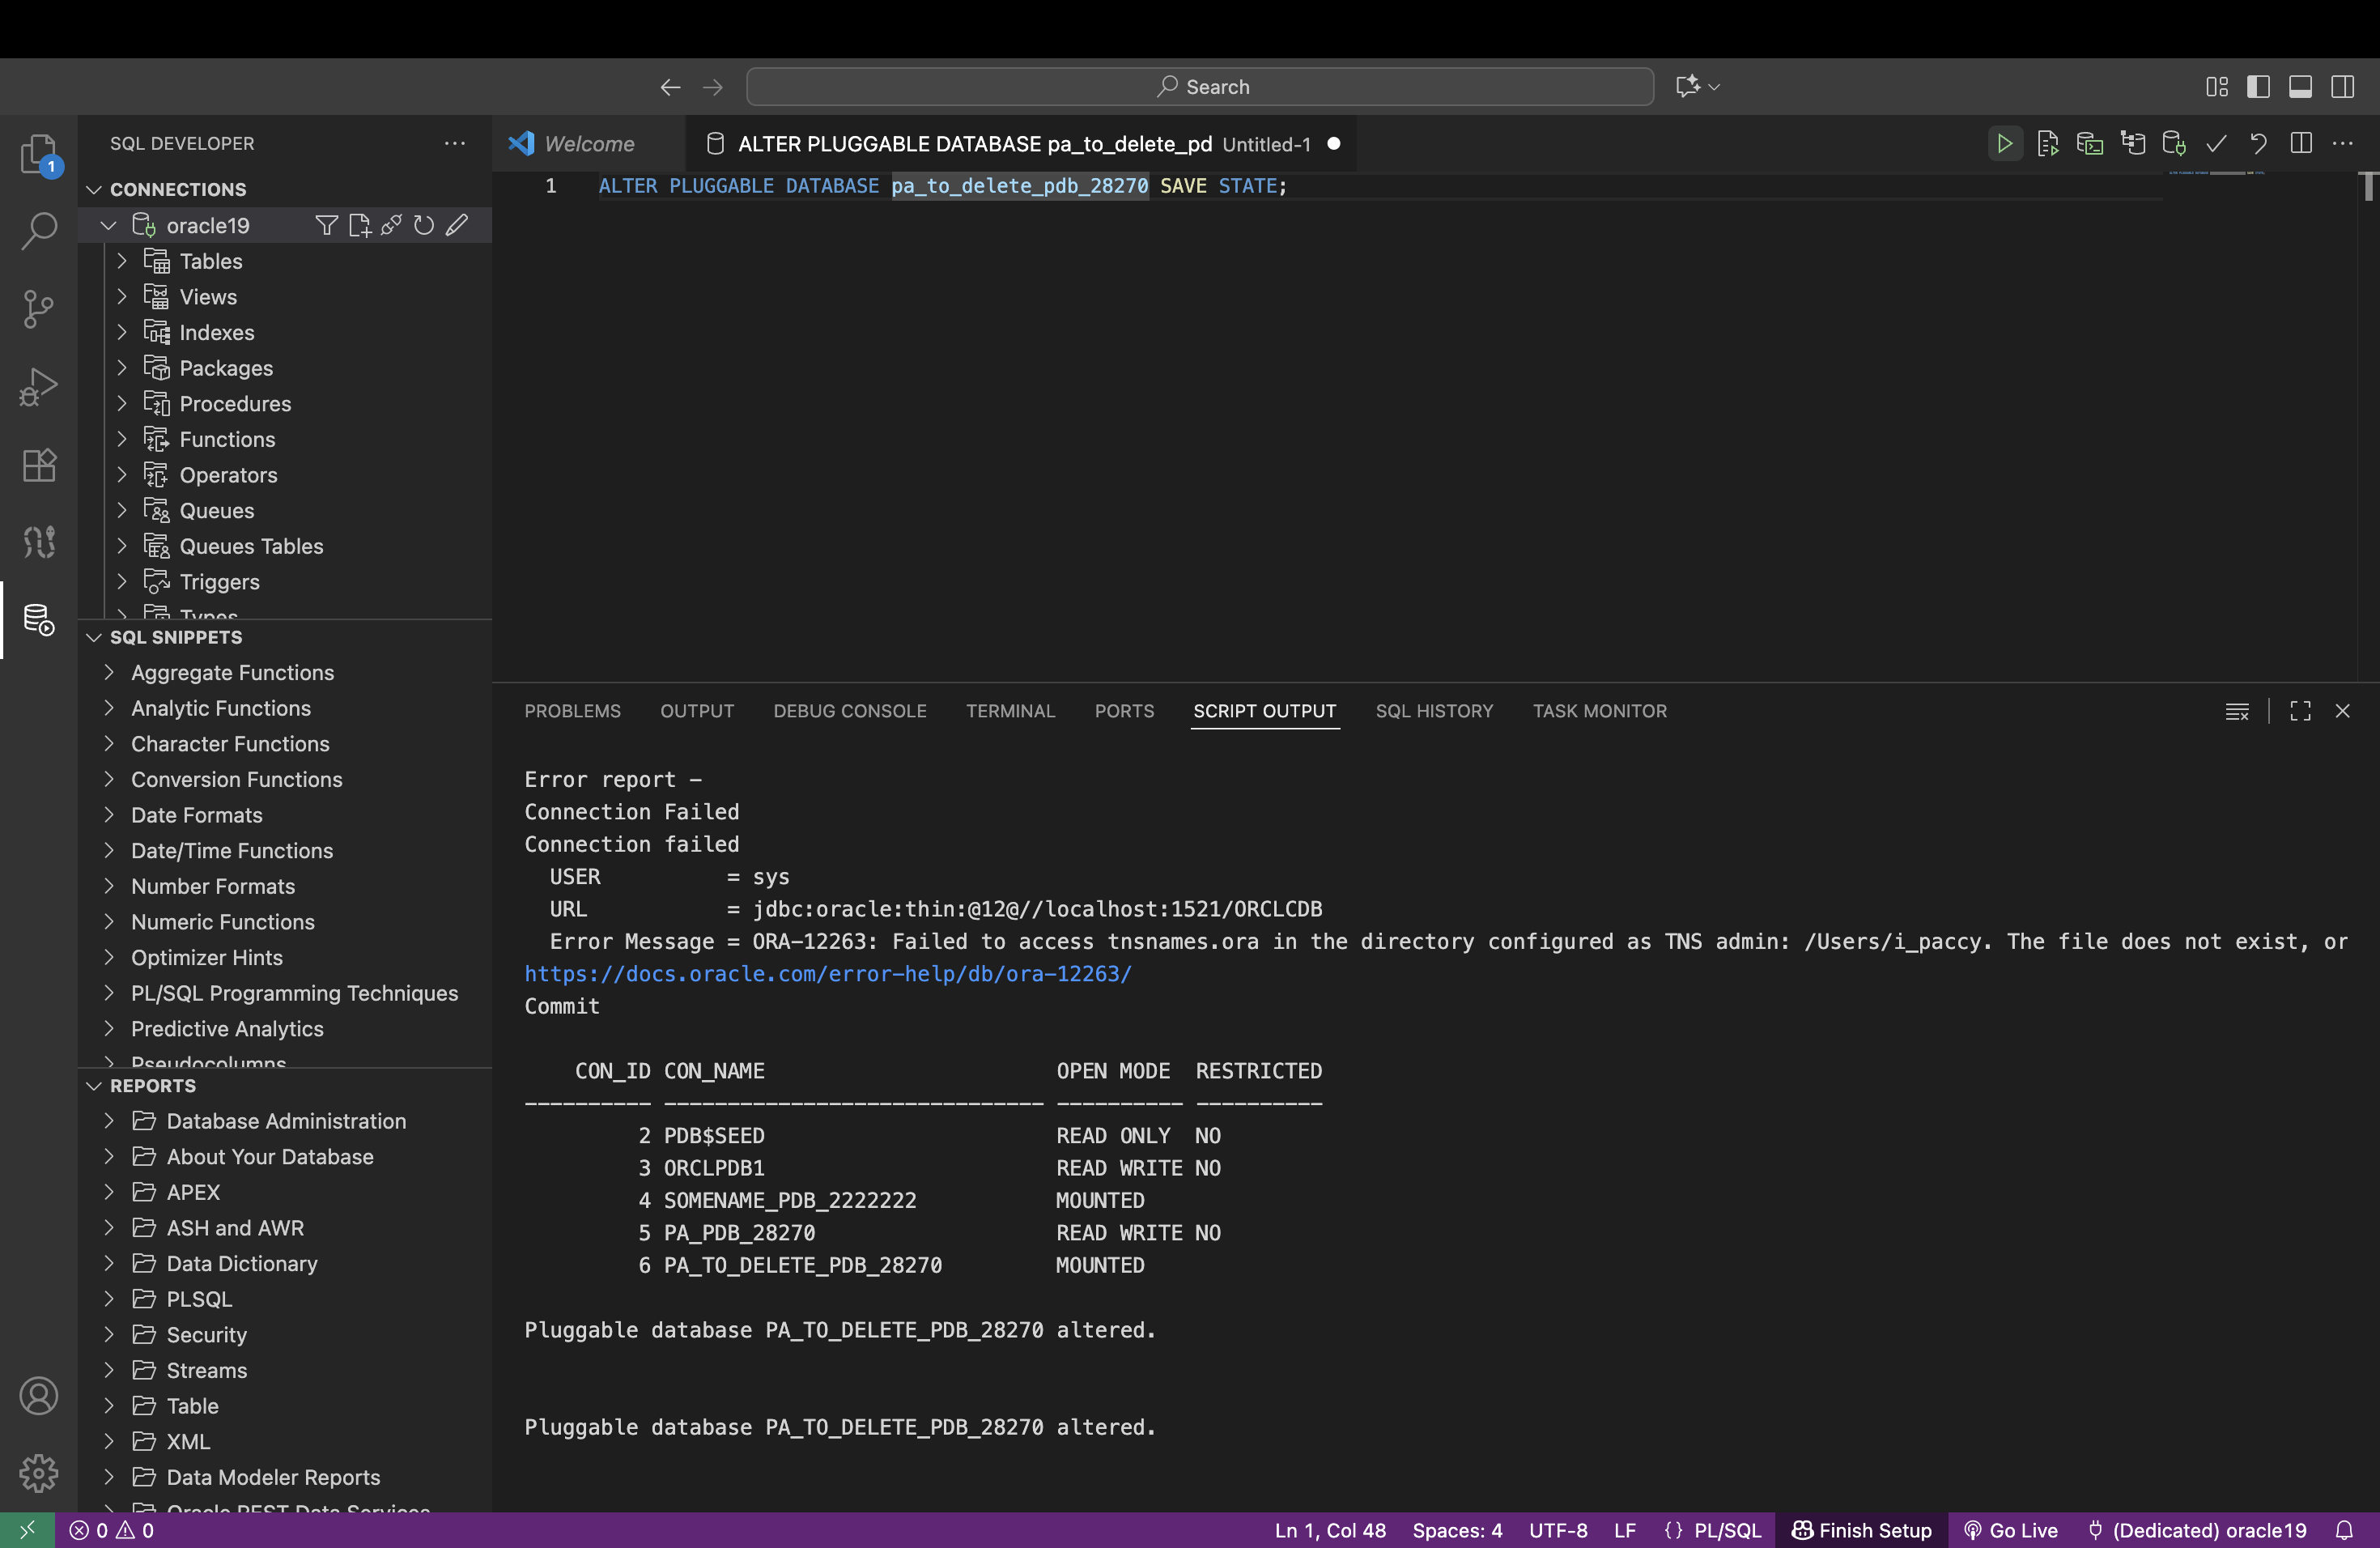 Search
SQL DEVELOPER
CONNECTIONS
oracle19
Tables
Views
Indexes
Packages
Procedures
Functions
Operators
Queues
Queues Tables
Triggers
Types
SQL SNIPPETS
Aggregate Functions
Analytic Functions
Character Functions
Conversion Functions
Date Formats
Date/Time Functions
Number Formats
Numeric Functions
Optimizer Hints
PL/SQL Programming Techniques
Predictive Analytics
Pseudocolumns
REPORTS
Database Administration
About Your Database
APEX
ASH and AWR
Data Dictionary
PLSQL
Security
Streams
Table
XML
Data Modeler Reports
Oracle REST Data Services
1
Welcome
ALTER PLUGGABLE DATABASE pa_to_delete_pd Untitled-1
1 ALTER PLUGGABLE DATABASE pa_to_delete_pdb_28270 SAVE STATE;
PROBLEMS OUTPUT DEBUG CONSOLE TERMINAL PORTS SCRIPT OUTPUT SQL HISTORY TASK MONITOR
Error report -
Connection Failed
Connection failed
USER = sys
URL = jdbc:oracle:thin:@12@//localhost:1521/ORCLCDB
Error Message = ORA-12263: Failed to access tnsnames.ora in the directory configured as TNS admin: /Users/i_paccy. The file does not exist, or
https://docs.oracle.com/error-help/db/ora-12263/
Commit
CON_ID CON_NAME OPEN MODE RESTRICTED
---------- ------------------------------ ---------- ----------
2 PDB$SEED READ ONLY NO
3 ORCLPDB1 READ WRITE NO
4 SOMENAME_PDB_2222222 MOUNTED
5 PA_PDB_28270 READ WRITE NO
6 PA_TO_DELETE_PDB_28270 MOUNTED
Pluggable database PA_TO_DELETE_PDB_28270 altered.
Pluggable database PA_TO_DELETE_PDB_28270 altered.
0 0 Ln 1, Col 48 Spaces: 4 UTF-8 LF {} PL/SQL Finish Setup Go Live (Dedicated) oracle19